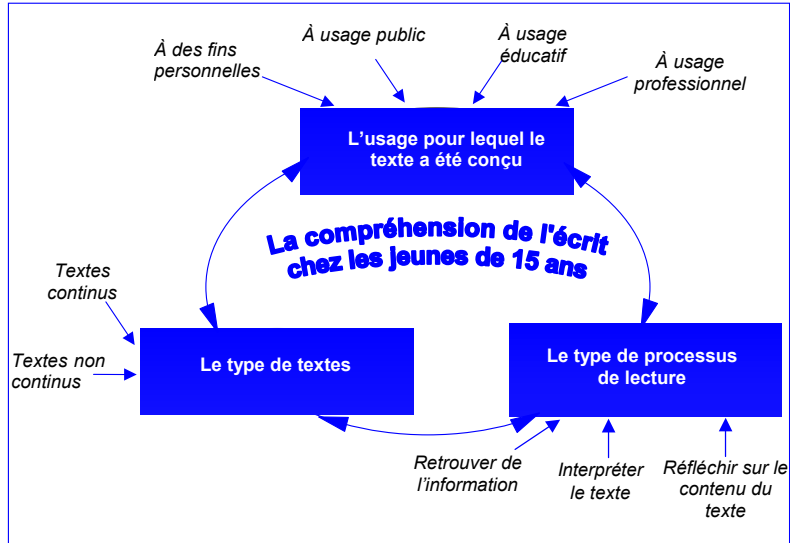 À des fins
personnelles
À usage public
À usage
éducatif
À usage
professionnel
L'usage pour lequel le
texte a été conçu
La compréhension de l'écrit
chez les jeunes de 15 ans
Textes
continus
Textes non
continus
Le type de textes
Le type de processus
de lecture
Retrouver de
l'information
Interpréter
le texte
Réfléchir sur le
contenu du
texte